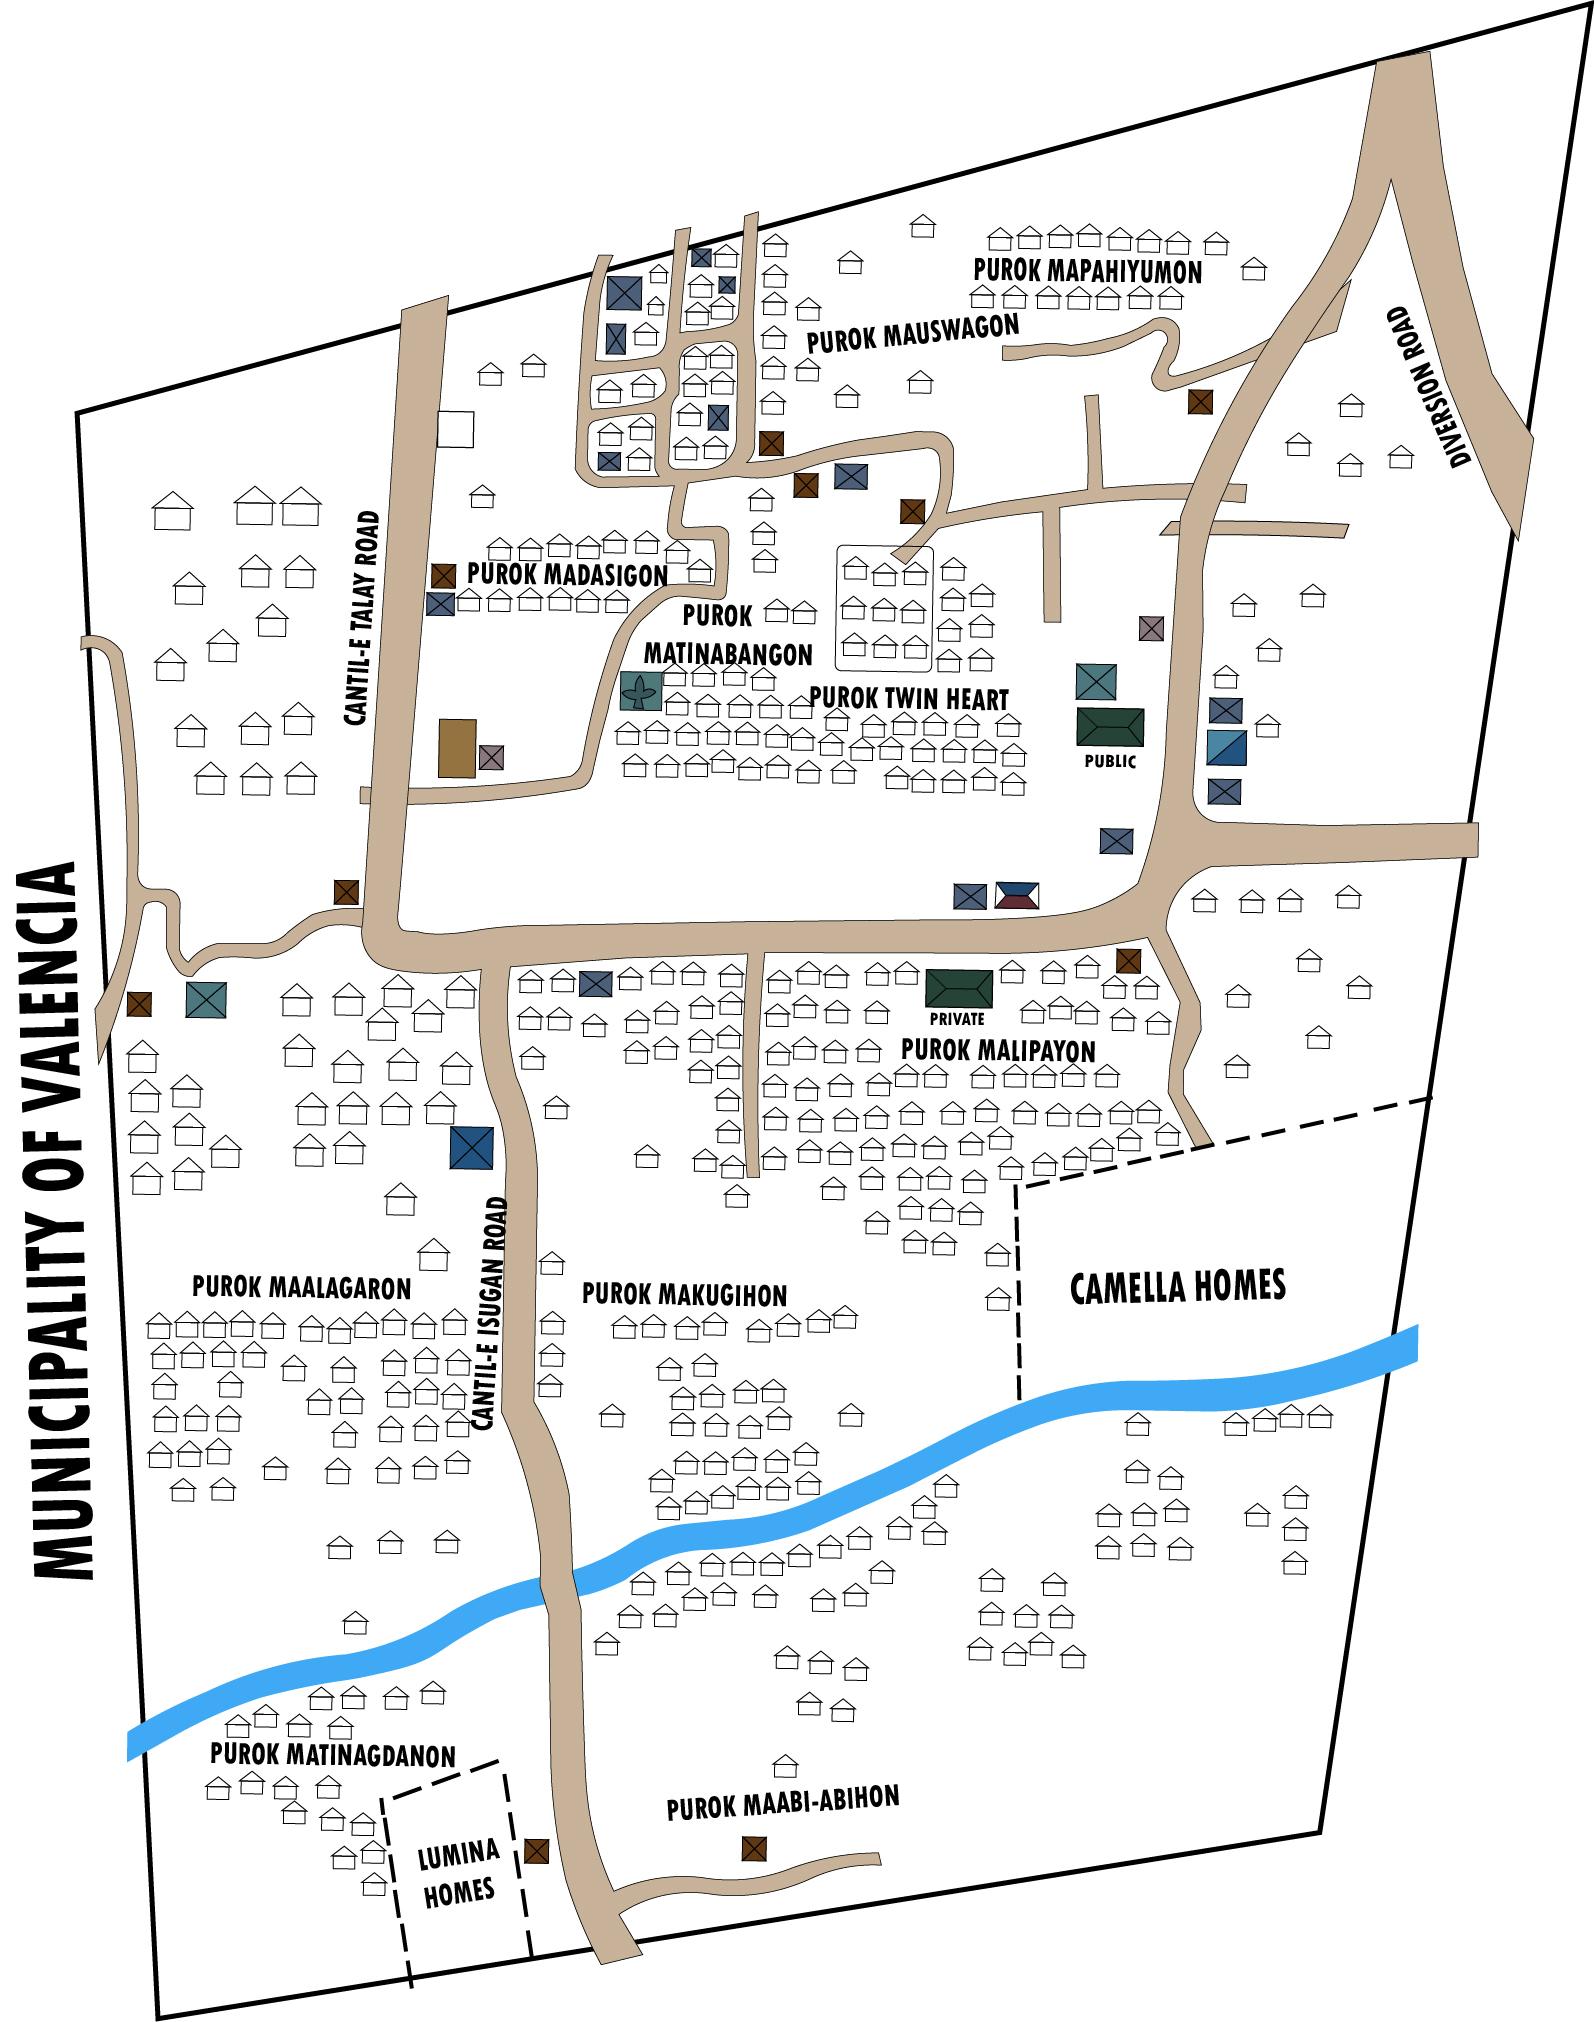 PUROK MAPAHIYUMON
PUROK MAUSWAGON
DIVERSION ROAD
CANTIL-E TALAY ROAD
PUROK MADASIGON
PUROK
MATINABANGON
PUROK TWIN HEART
PUBLIC
MUNICIPALITY OF VALENCIA
PRIVATE
PUROK MALIPAYON
CANTIL-E ISUGAN ROAD
PUROK MAALAGARON
PUROK MAKUGIHON
CAMELLA HOMES
PUROK MATINAGDANON
PUROK MAABI-ABIHON
LUMINA
HOMES